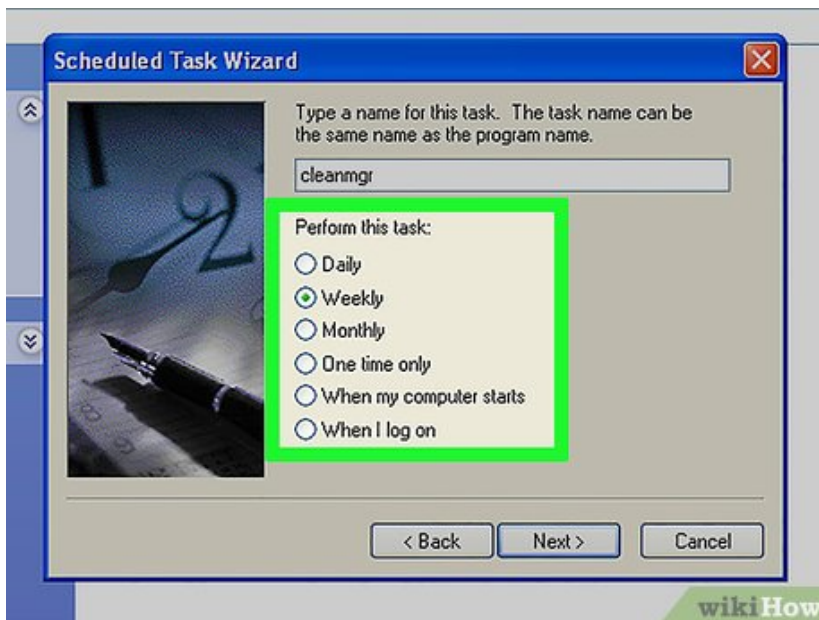 Scheduled Task Wizard
Type a name for this task. The task name can be
the same name as the program name.
cleanmgr
Perform this task:
Daily
Weekly
Monthly
One time only
When my computer starts
When I log on
< Back
Next >
Cancel
wikiHow